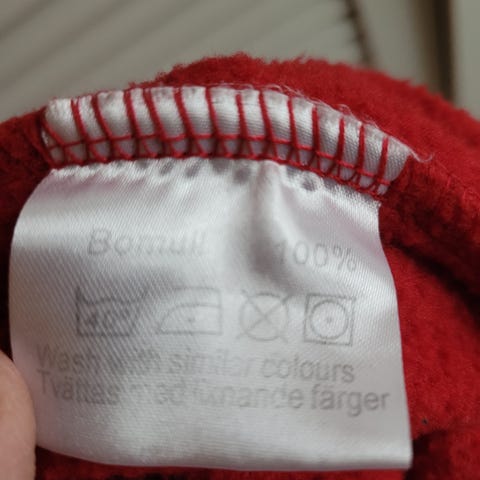 Bomull 100%
40°
Wash with similar colours
Tvättas med liknande färger